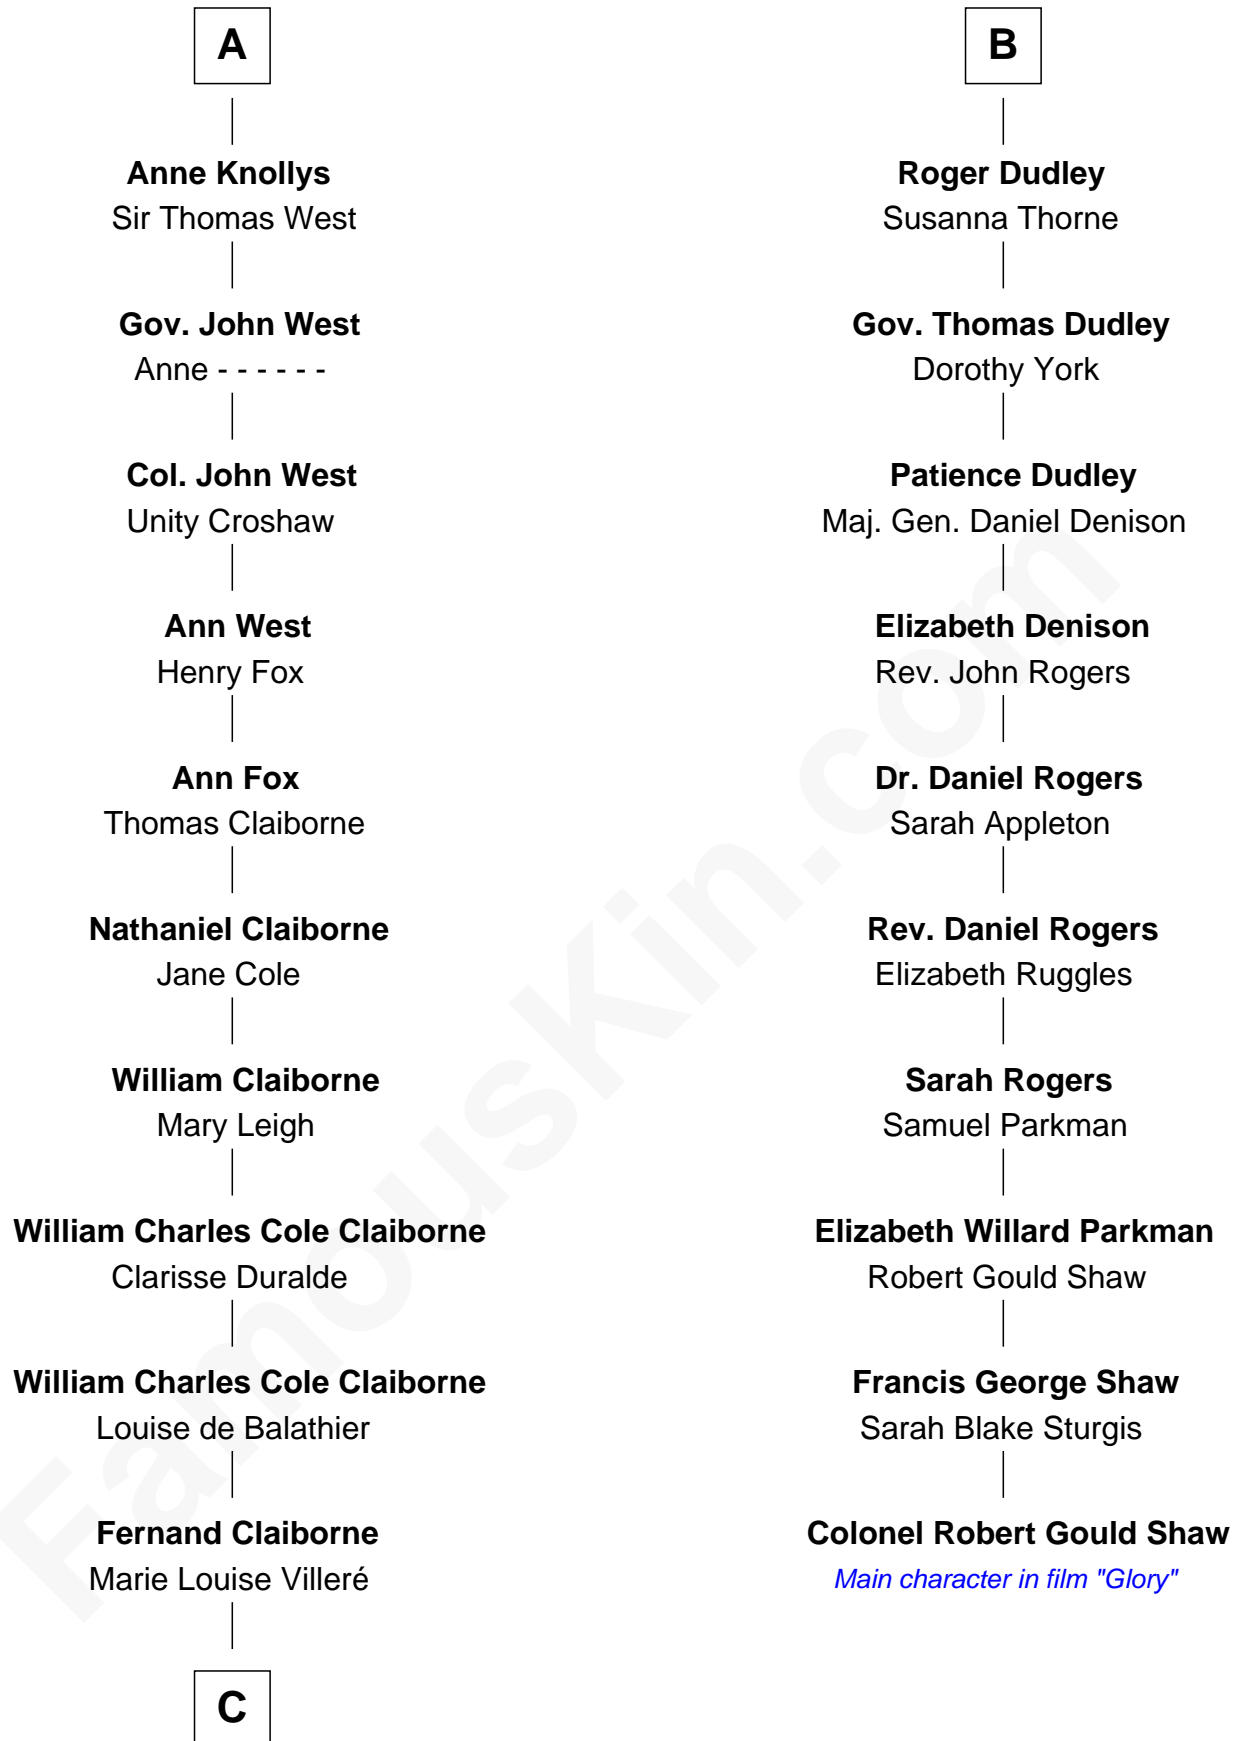 A
Anne Knollys
Sir Thomas West
Gov. John West
Anne - - - - - -
Col. John West
Unity Croshaw
Ann West
Henry Fox
Ann Fox
Thomas Claiborne
Nathaniel Claiborne
Jane Cole
William Claiborne
Mary Leigh
William Charles Cole Claiborne
Clarisse Duralde
William Charles Cole Claiborne
Louise de Balathier
Fernand Claiborne
Marie Louise Villeré
C
B
Roger Dudley
Susanna Thorne
Gov. Thomas Dudley
Dorothy York
Patience Dudley
Maj. Gen. Daniel Denison
Elizabeth Denison
Rev. John Rogers
Dr. Daniel Rogers
Sarah Appleton
Rev. Daniel Rogers
Elizabeth Ruggles
Sarah Rogers
Samuel Parkman
Elizabeth Willard Parkman
Robert Gould Shaw
Francis George Shaw
Sarah Blake Sturgis
Colonel Robert Gould Shaw
Main character in film "Glory"
FamousKin.com